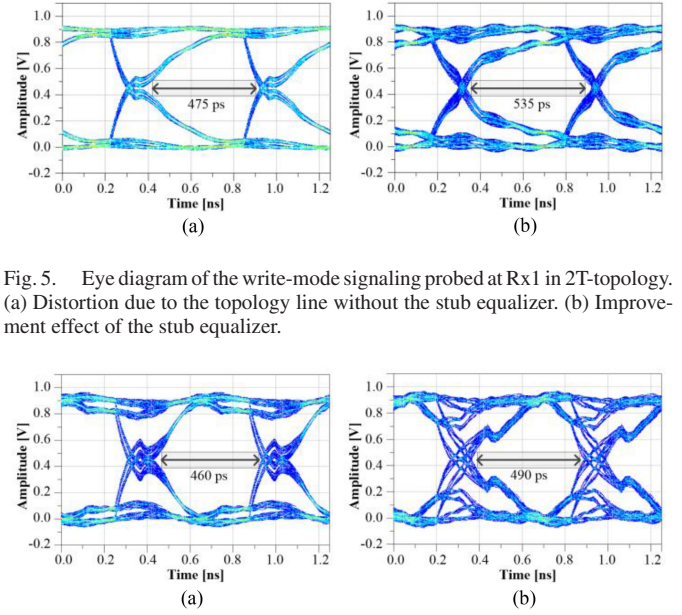 1.0
0.8
0.6
0.4
0.2
0.0
-0.2
Amplitude [V]
475 ps
0.0 0.2 0.4 0.6 0.8 1.0 1.2
Time [ns]
(a)
1.0
0.8
0.6
0.4
0.2
0.0
-0.2
Amplitude [V]
535 ps
0.0 0.2 0.4 0.6 0.8 1.0 1.2
Time [ns]
(b)
Fig. 5. Eye diagram of the write-mode signaling probed at Rx1 in 2T-topology.
(a) Distortion due to the topology line without the stub equalizer. (b) Improve-
ment effect of the stub equalizer.
1.0
0.8
0.6
0.4
0.2
0.0
-0.2
Amplitude [V]
460 ps
0.0 0.2 0.4 0.6 0.8 1.0 1.2
Time [ns]
(a)
1.0
0.8
0.6
0.4
0.2
0.0
-0.2
Amplitude [V]
490 ps
0.0 0.2 0.4 0.6 0.8 1.0 1.2
Time [ns]
(b)